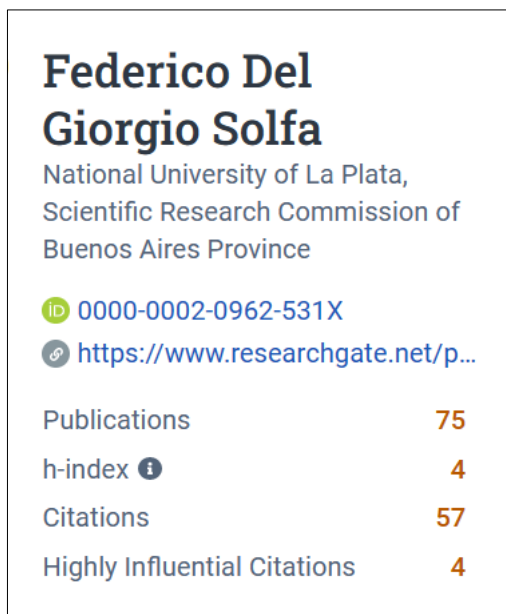 Federico Del
Giorgio Solfa
National University of La Plata,
Scientific Research Commission of
Buenos Aires Province
iD 0000-0002-0962-531X
https://www.researchgate.net/p...
Publications 75
h-index i 4
Citations 57
Highly Influential Citations 4